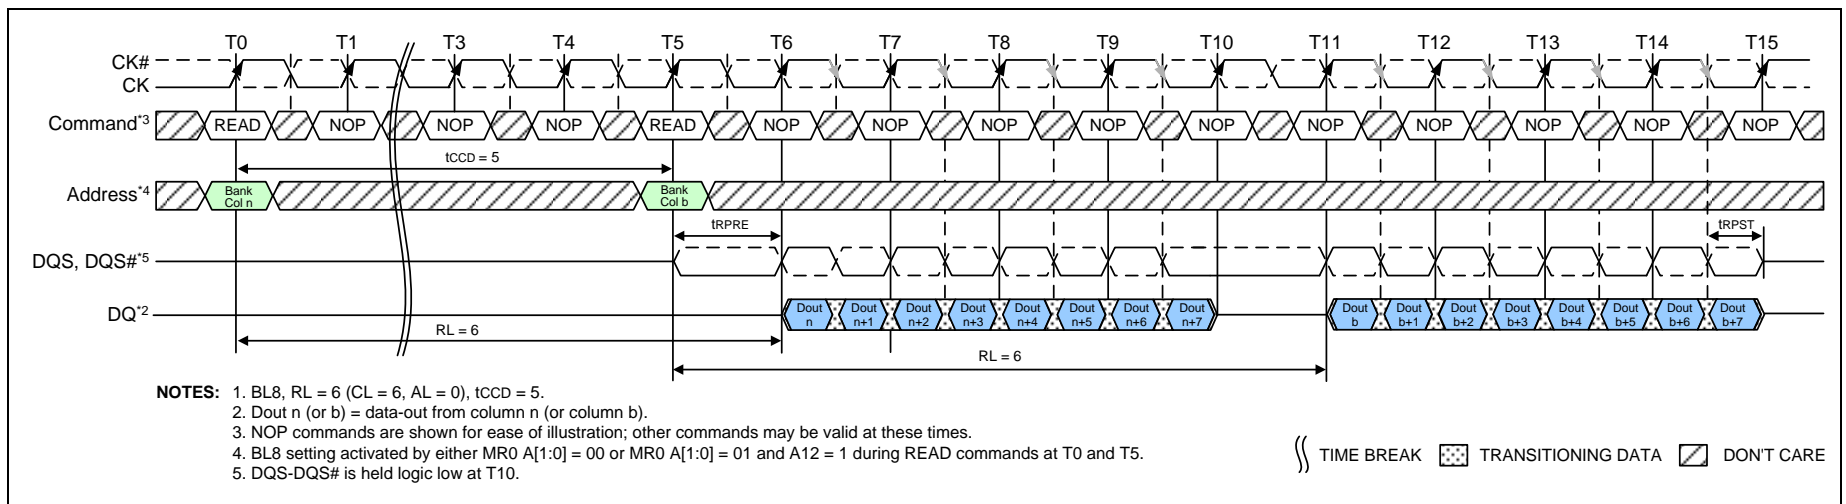 T0 T1 T3 T4 T5 T6 T7 T8 T9 T10 T11 T12 T13 T14 T15
CK#
CK
Command*3 READ NOP NOP NOP READ NOP NOP NOP NOP NOP NOP NOP NOP NOP NOP
tCCD = 5
Address*4 Bank Col n Bank Col b
tRPRE tRPST
DQS, DQS#*5
DQ*2 Dout n Dout n+1 Dout n+2 Dout n+3 Dout n+4 Dout n+5 Dout n+6 Dout n+7 Dout b Dout b+1 Dout b+2 Dout b+3 Dout b+4 Dout b+5 Dout b+6 Dout b+7
RL = 6
RL = 6
NOTES: 1. BL8, RL = 6 (CL = 6, AL = 0), tCCD = 5.
2. Dout n (or b) = data-out from column n (or column b).
3. NOP commands are shown for ease of illustration; other commands may be valid at these times.
4. BL8 setting activated by either MR0 A[1:0] = 00 or MR0 A[1:0] = 01 and A12 = 1 during READ commands at T0 and T5.
5. DQS-DQS# is held logic low at T10.
TIME BREAK TRANSITIONING DATA DON'T CARE